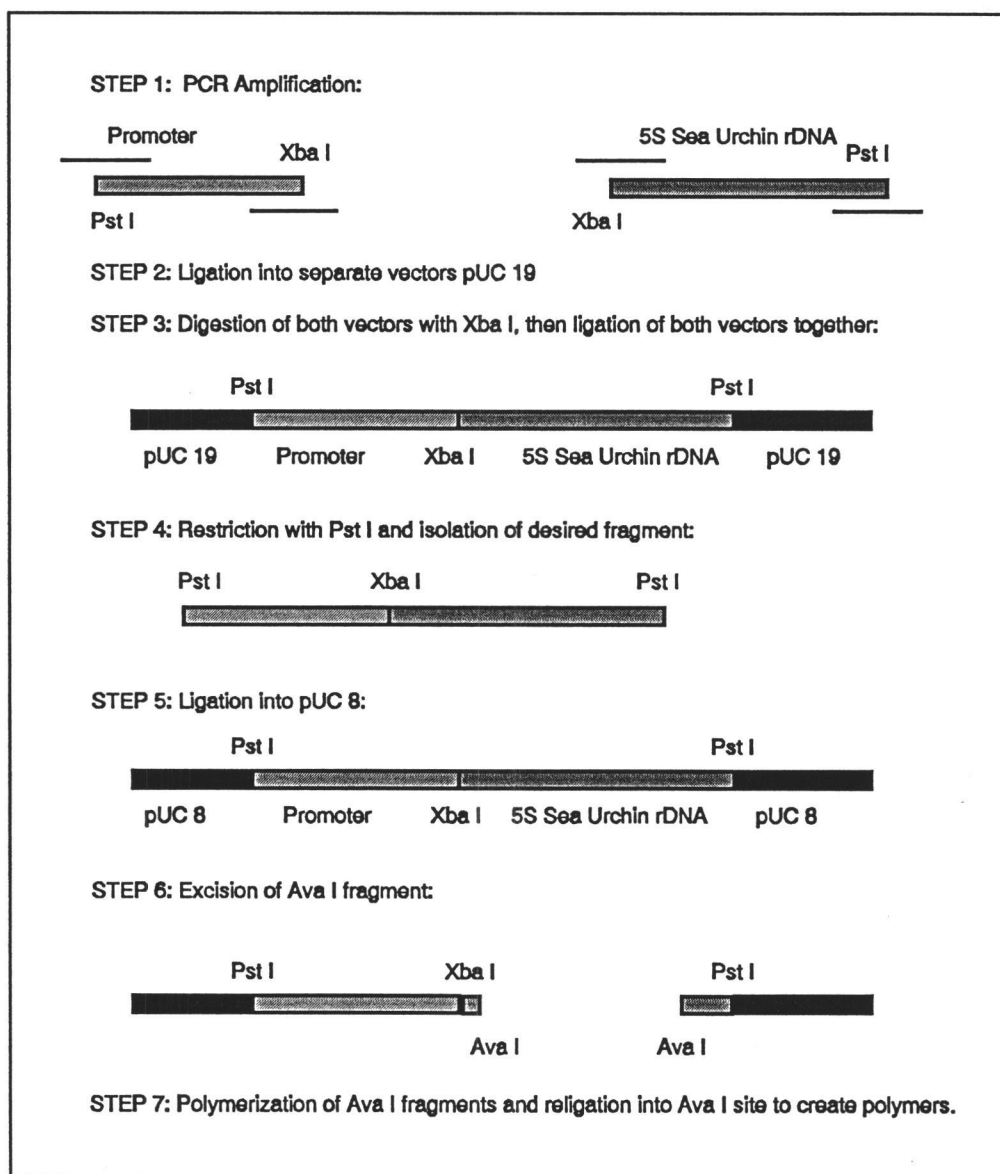 STEP 1: PCR Amplification:
Promoter
Xba I
Pst I
5S Sea Urchin rDNA
Pst I
Xba I
STEP 2: Ligation into separate vectors pUC 19
STEP 3: Digestion of both vectors with Xba I, then ligation of both vectors together:
Pst I Pst I
pUC 19 Promoter Xba I 5S Sea Urchin rDNA pUC 19
STEP 4: Restriction with Pst I and isolation of desired fragment:
Pst I Xba I Pst I
STEP 5: Ligation into pUC 8:
Pst I Pst I
pUC 8 Promoter Xba I 5S Sea Urchin rDNA pUC 8
STEP 6: Excision of Ava I fragment:
Pst I Xba I Pst I
Ava I Ava I
STEP 7: Polymerization of Ava I fragments and religation into Ava I site to create polymers.